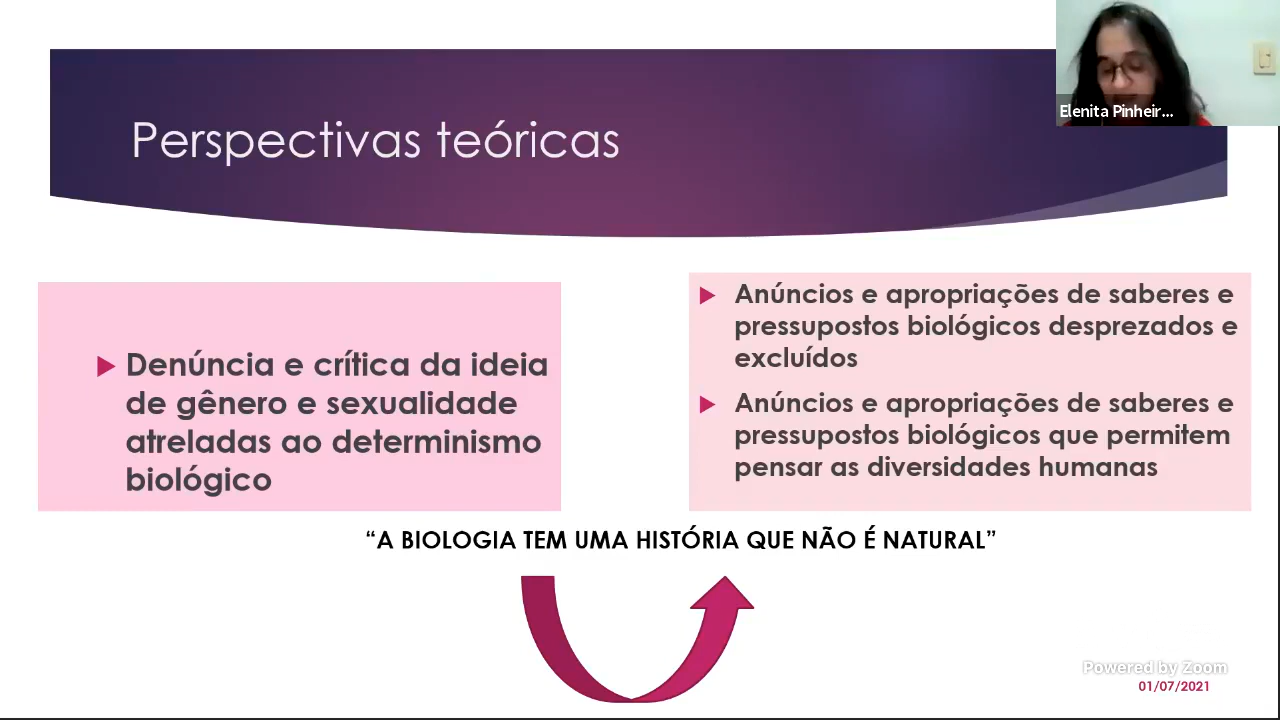 Elenita Pinheir...
Perspectivas teóricas
Denúncia e crítica da ideia
de gênero e sexualidade
atreladas ao determinismo
biológico
Anúncios e apropriações de saberes e
pressupostos biológicos desprezados e
excluídos
Anúncios e apropriações de saberes e
pressupostos biológicos que permitem
pensar as diversidades humanas
“A BIOLOGIA TEM UMA HISTÓRIA QUE NÃO É NATURAL”
Powered by Zoom
01/07/2021